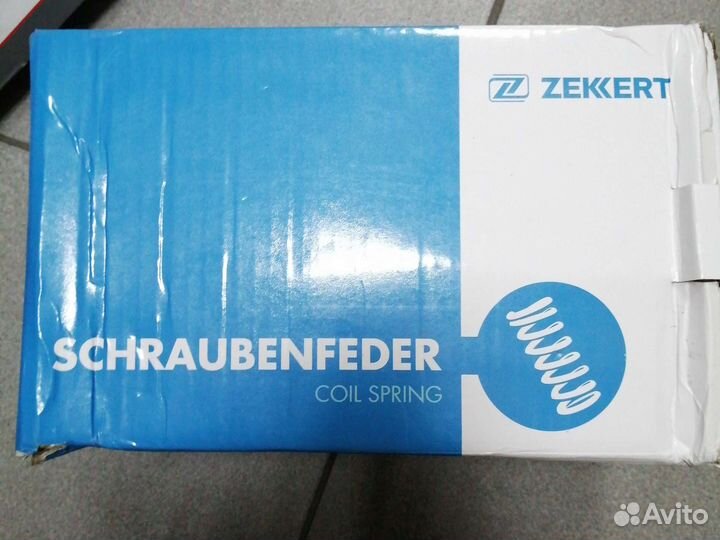 ZEKKERT
SCHRAUBENFEDER
COIL SPRING
Avito